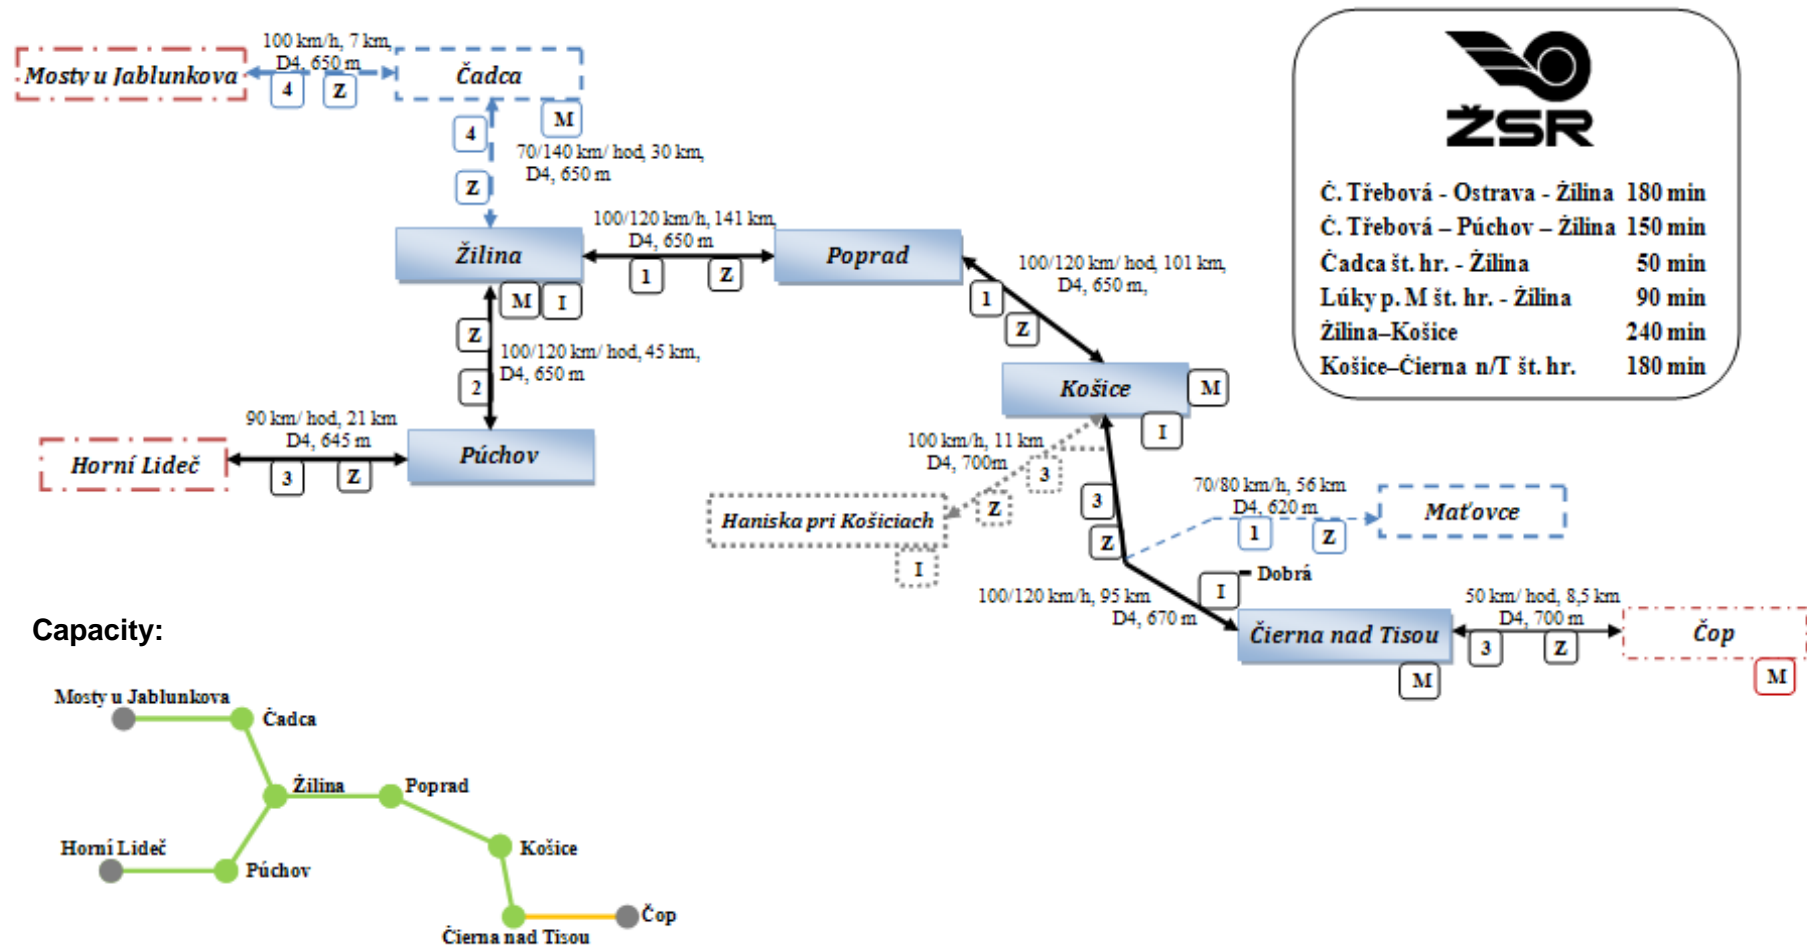 100 km/h, 7 km,
D4, 650 m
Mosty u Jablunkova
4
Z
Čadca
M
4
70/140 km/ hod, 30 km,
D4, 650 m
Z
Žilina
M
I
100/120 km/h, 141 km,
D4, 650 m
1
Z
Poprad
100/120 km/ hod, 101 km,
D4, 650 m,
1
Z
Z
100/120 km/ hod, 45 km,
D4, 650 m
2
90 km/ hod, 21 km
D4, 645 m
Horní Lideč
3
Z
Púchov
Košice
M
I
100 km/h, 11 km
D4, 700m
3
Z
Haniska pri Košiciach
I
3
Z
70/80 km/h, 56 km
D4, 620 m
1
Z
Maťovce
I
Dobrá
100/120 km/h, 95 km
D4, 670 m
Čierna nad Tisou
M
50 km/ hod, 8,5 km
D4, 700 m
3
Z
Čop
M
ŽSR
Č. Třebová - Ostrava - Žilina 180 min
Č. Třebová – Púchov – Žilina 150 min
Čadca št. hr. - Žilina 50 min
Lúky p. M št. hr. - Žilina 90 min
Žilina–Košice 240 min
Košice–Čierna n/T št. hr. 180 min
Capacity:
Mosty u Jablunkova
Čadca
Žilina
Poprad
Horní Lideč
Púchov
Košice
Čop
Čierna nad Tisou